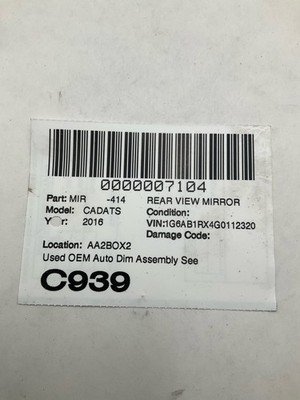 0000007104
Part: MIR -414 REAR VIEW MIRROR
Model: CADATS Condition:
Year: 2016 VIN:1G6AB1RX4G0112320
Damage Code:
Location: AA2BOX2
Used OEM Auto Dim Assembly See
C939